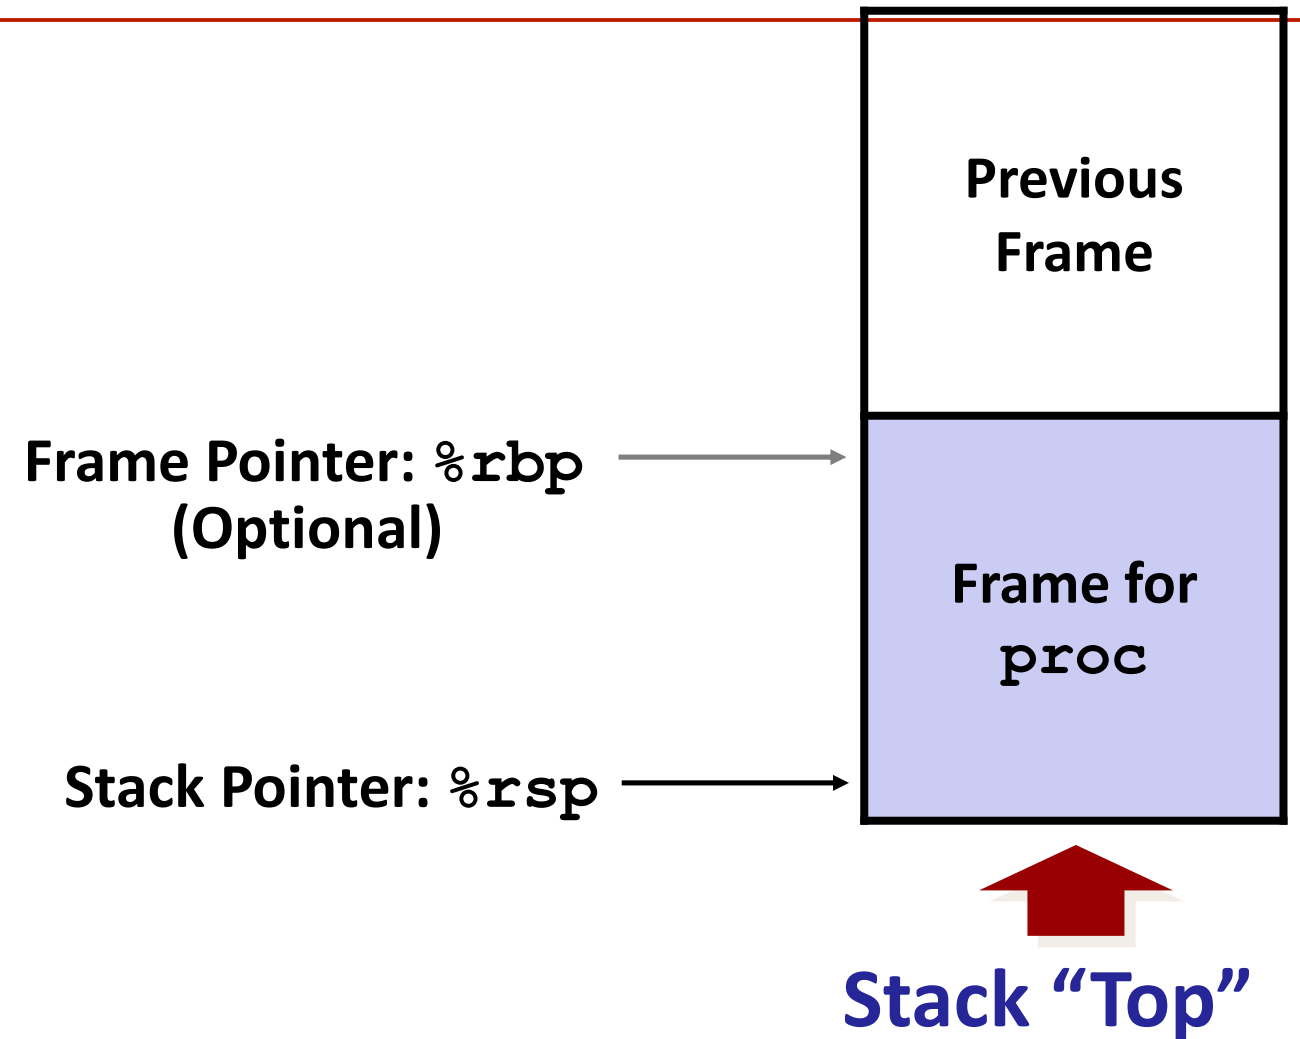 Previous
Frame
Frame Pointer: %rbp
(Optional)
Frame for
proc
Stack Pointer: %rsp
Stack “Top”